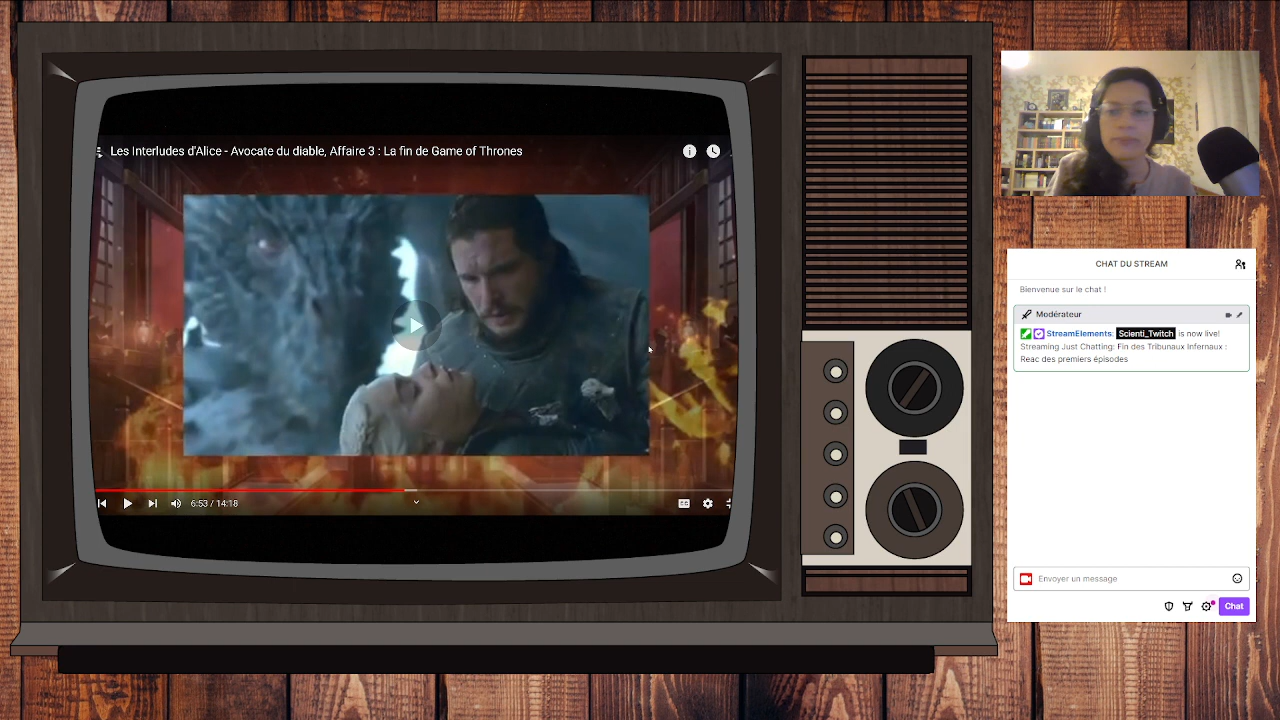 Les Interludes d'Alice - Avocate du diable, Affaire 3 : La fin de Game of Thrones
6:53 / 14:18
CHAT DU STREAM
Bienvenue sur le chat !
Modérateur
StreamElements: Scienti_Twitch is now live!
Streaming Just Chatting: Fin des Tribunaux Infernaux :
Reac des premiers épisodes
Envoyer un message
Chat